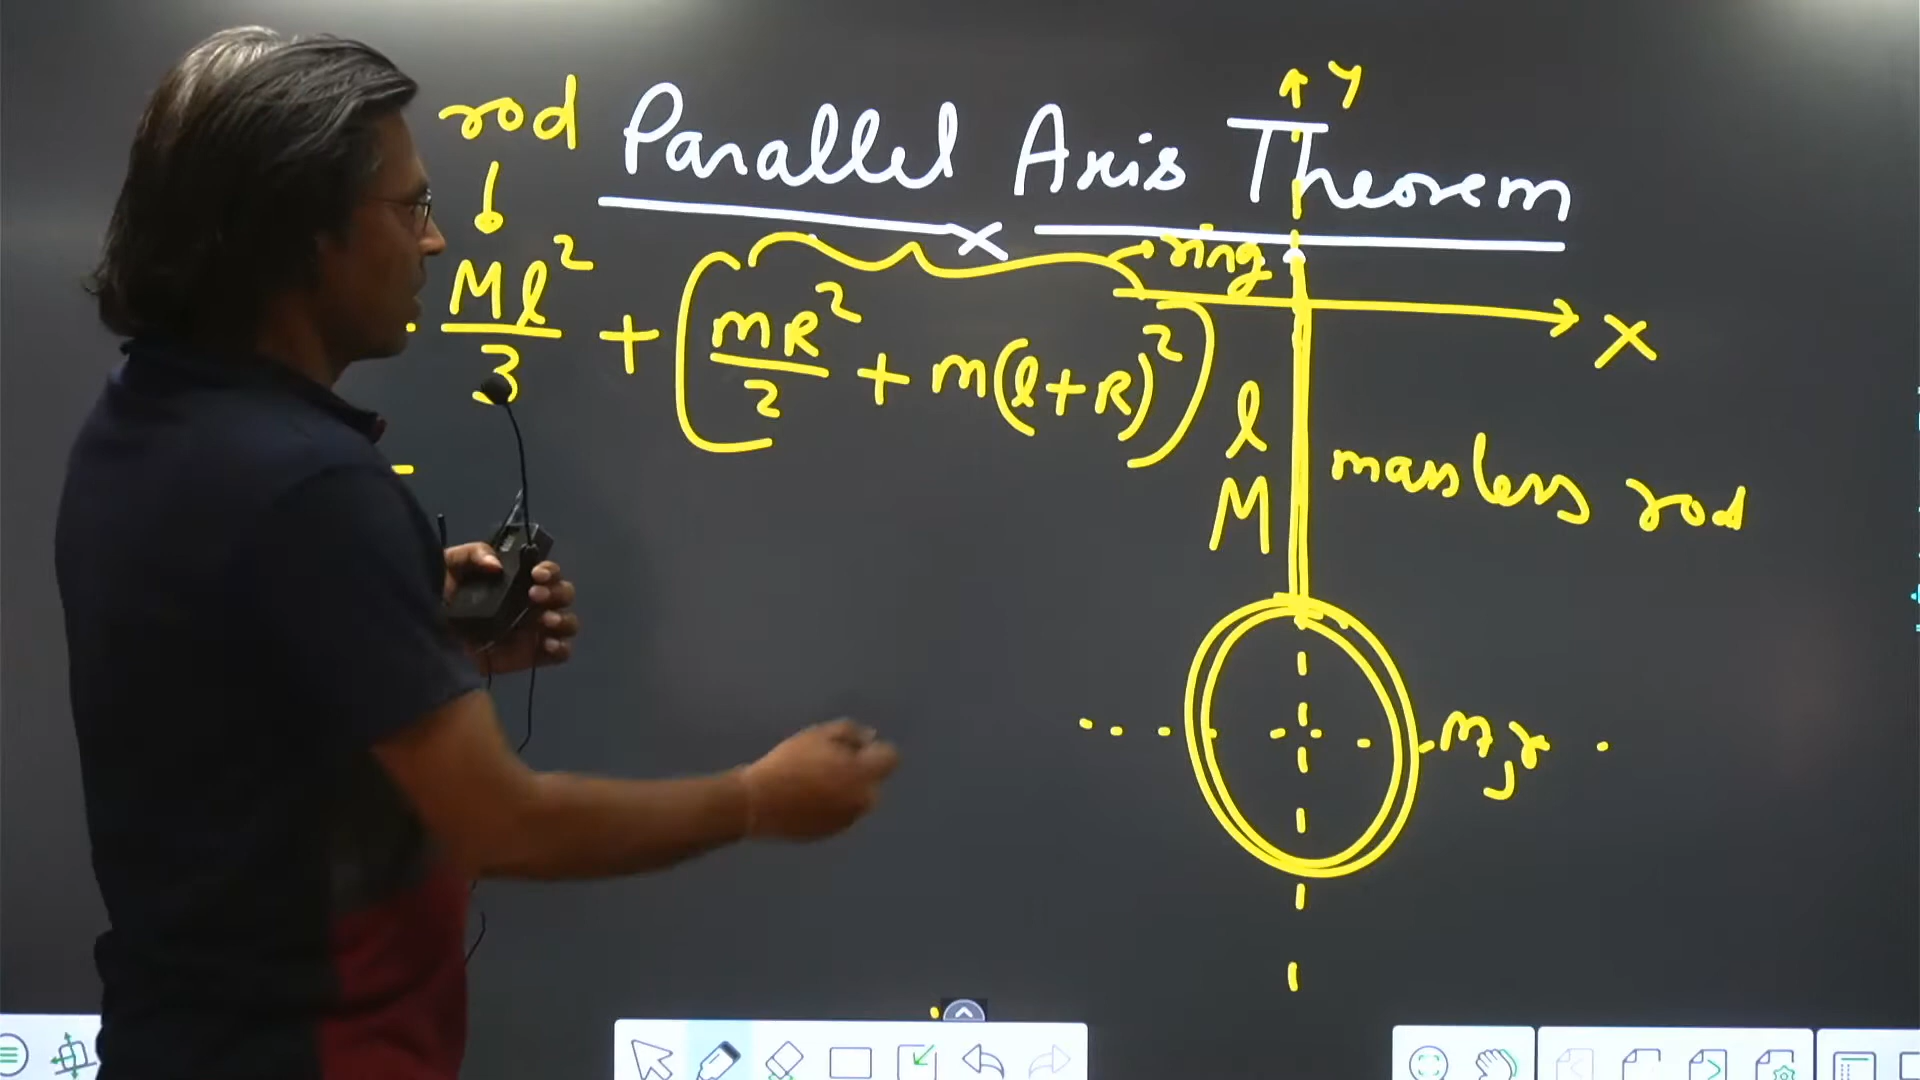 rod
Parallel Axis Theorem
Y
x
ring
Ml²/3 + (mR²/2 + m(l+R)²)
X
l
M
massless rod
m,r